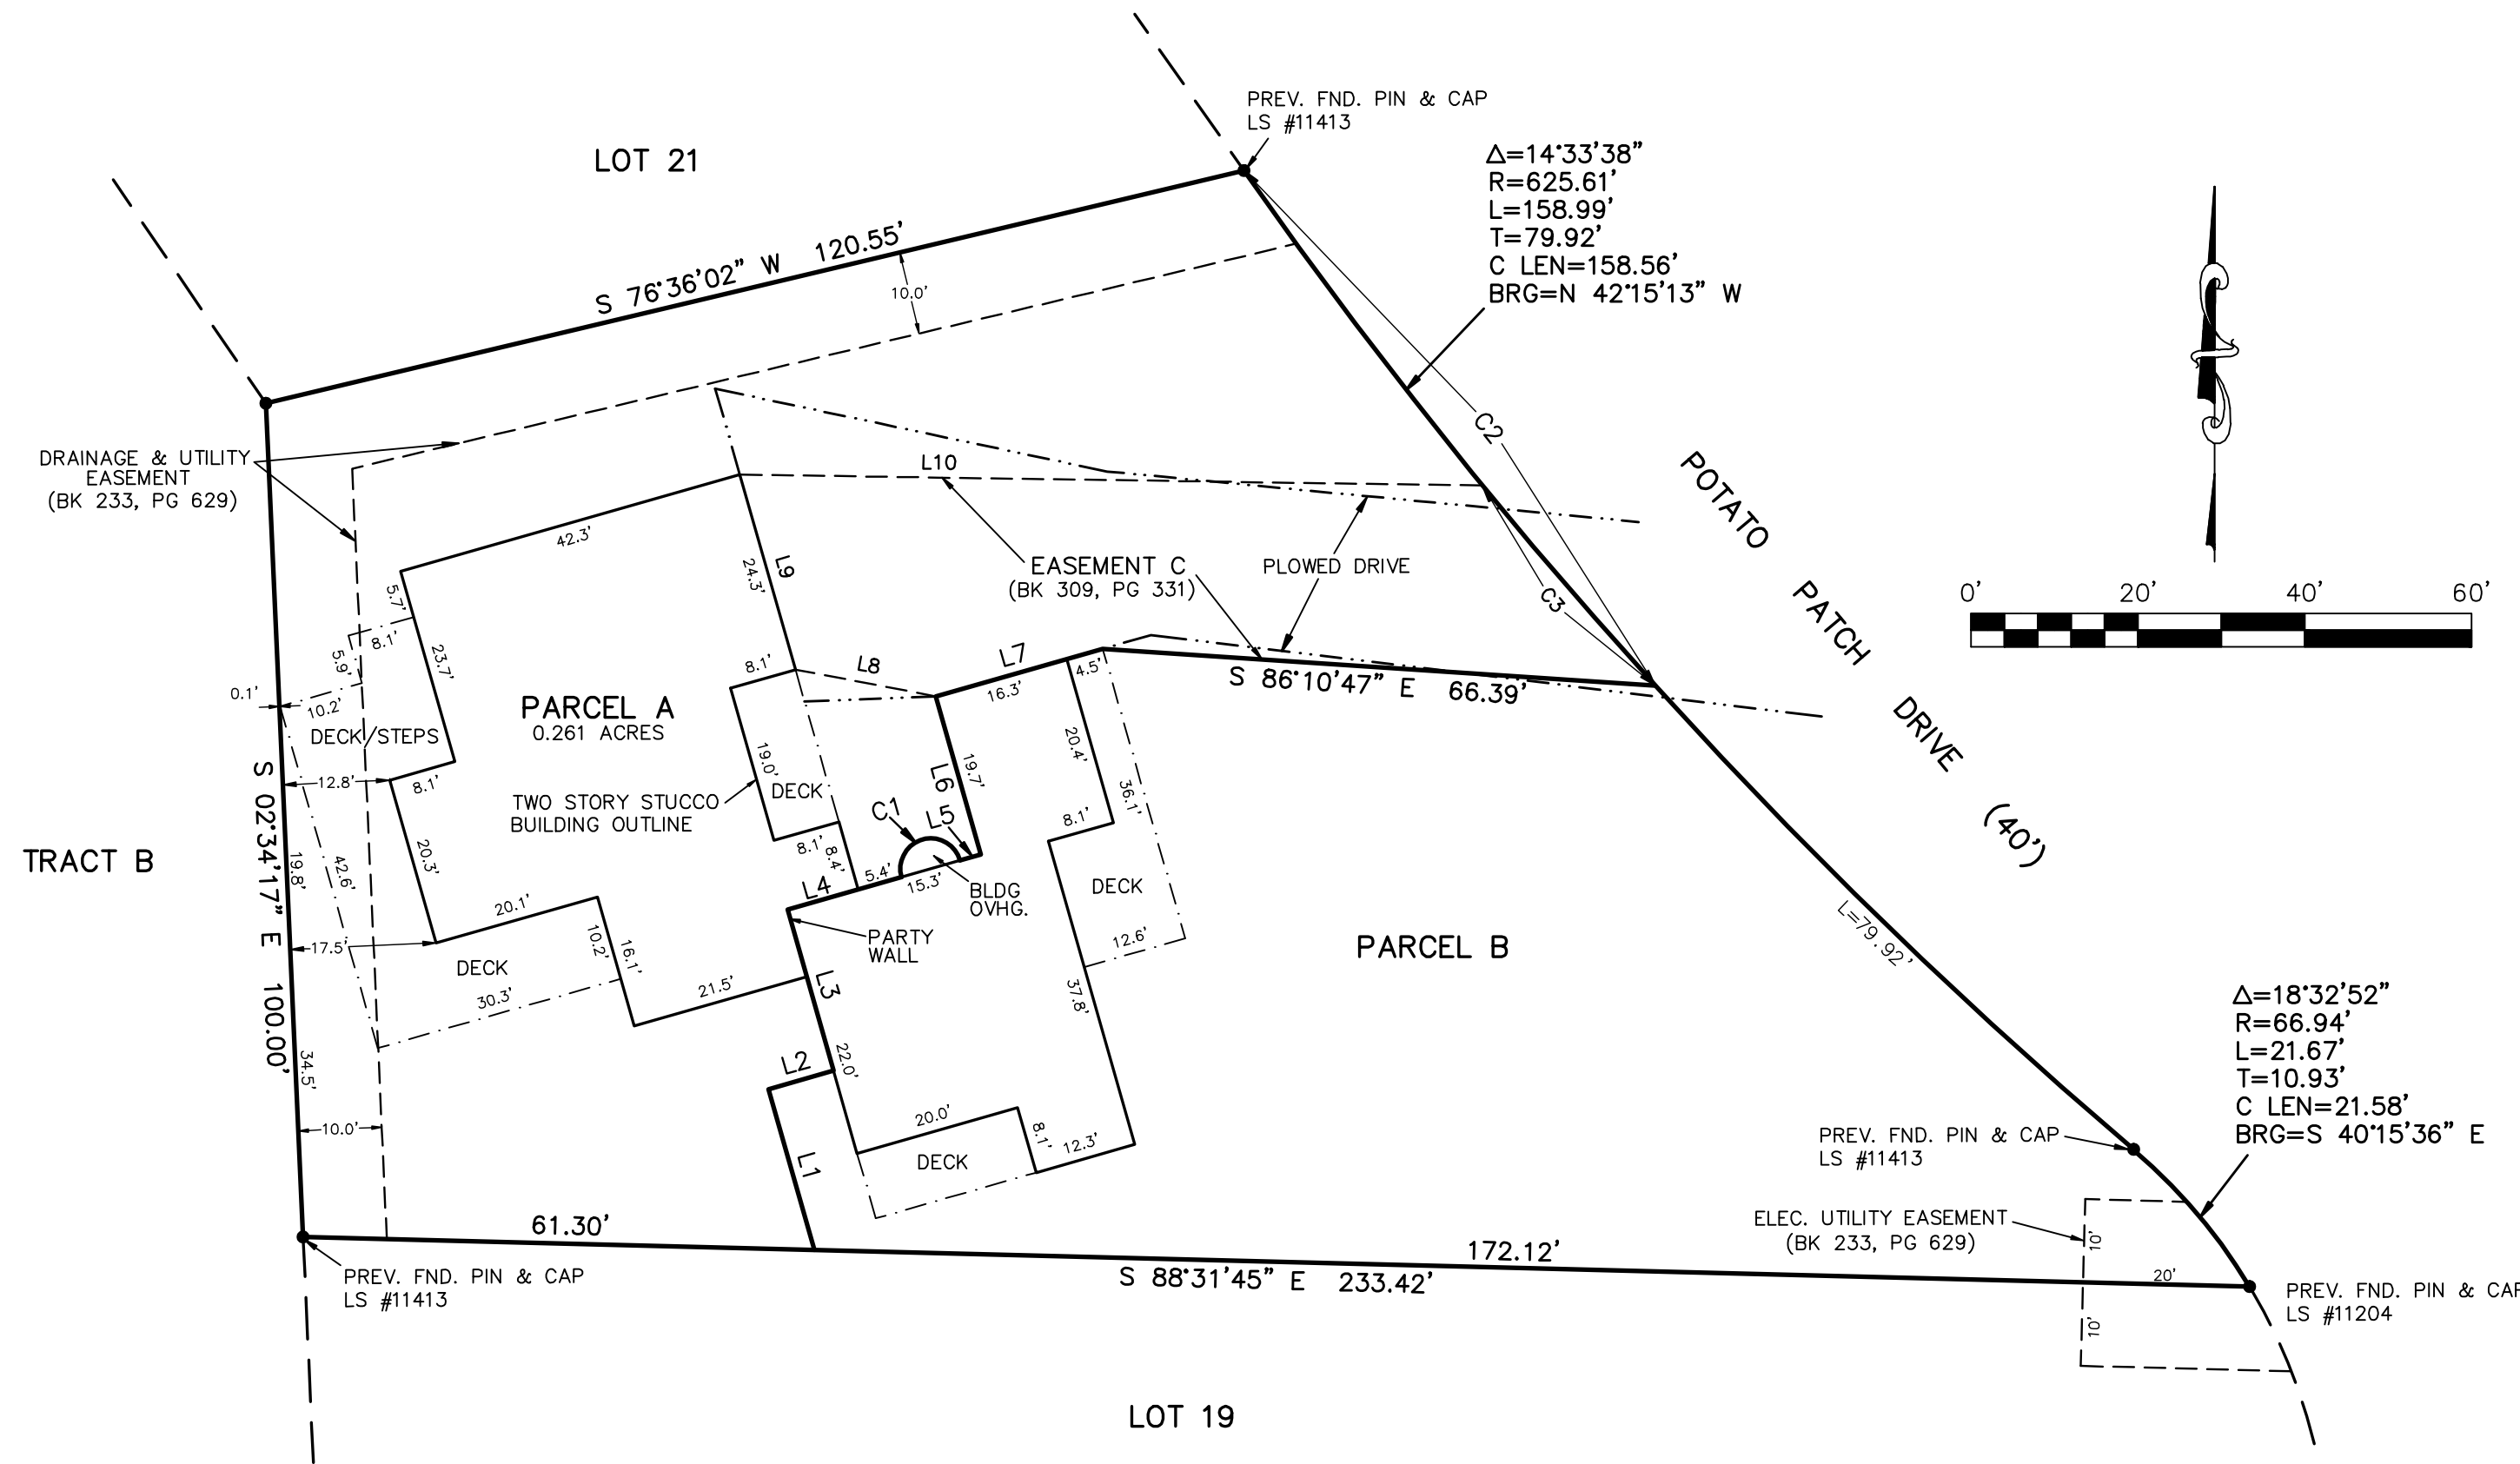 PREV. FND. PIN & CAP
LS #11413
LOT 21
Δ=14°33'38"
R=625.61'
L=158.99'
T=79.92'
C LEN=158.56'
BRG=N 42°15'13" W
S 76°36'02" W 120.55'
10.0'
C2
DRAINAGE & UTILITY
EASEMENT
(BK 233, PG 629)
L10
POTATO PATCH DRIVE (40')
0' 20' 40' 60'
42.3'
24.3'
L9
EASEMENT C
(BK 309, PG 331)
PLOWED DRIVE
C3
5.7'
8.1'
5.9'
23.7'
8.1'
L8
L7
16.3'
4.5'
S 86°10'47" E 66.39'
0.1'
10.2'
DECK/STEPS
PARCEL A
0.261 ACRES
19.0'
DECK
L6
19.7'
20.4'
36.1'
12.8'
8.1'
TWO STORY STUCCO
BUILDING OUTLINE
C1
L5
8.1'
8.4'
8.1'
S 02°34'17" E 100.00'
TRACT B
19.8'
42.6'
20.3'
L4
5.4'
15.3'
BLDG
OVHG.
DECK
L=79.92'
20.1'
17.5'
10.2'
16.1'
PARTY
WALL
12.6'
PARCEL B
DECK
30.3'
21.5'
L3
37.8'
Δ=18°32'52"
R=66.94'
L=21.67'
T=10.93'
C LEN=21.58'
BRG=S 40°15'36" E
34.5'
L2
22.0'
10.0'
20.0'
8.1'
12.3'
L1
DECK
PREV. FND. PIN & CAP
LS #11413
ELEC. UTILITY EASEMENT
(BK 233, PG 629)
10'
61.30'
172.12'
S 88°31'45" E 233.42'
20'
10'
PREV. FND. PIN & CAP
LS #11413
PREV. FND. PIN & CAP
LS #11204
LOT 19